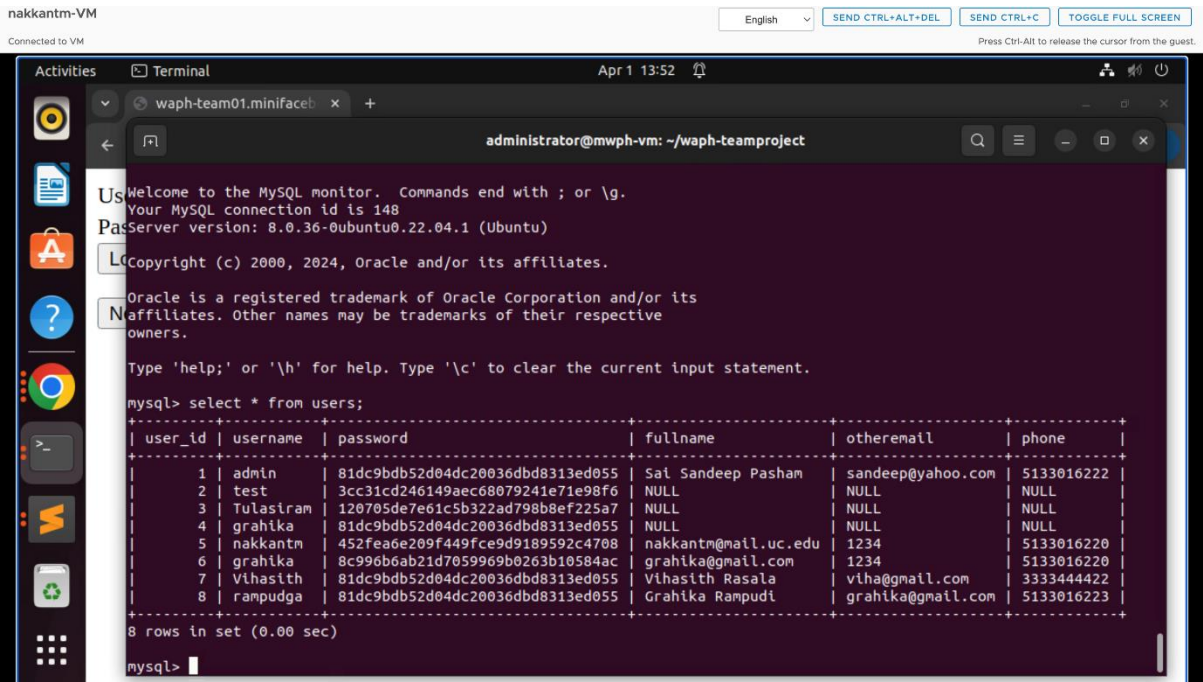 nakkantm-VM
English
SEND CTRL+ALT+DEL
SEND CTRL+C
TOGGLE FULL SCREEN
Connected to VM
Press Ctrl-Alt to release the cursor from the guest.
Activities
Terminal
Apr 1 13:52
waph-team01.minifaceb
administrator@mwph-vm: ~/waph-teamproject
Welcome to the MySQL monitor.  Commands end with ; or \g.
Your MySQL connection id is 148
Server version: 8.0.36-0ubuntu0.22.04.1 (Ubuntu)
Copyright (c) 2000, 2024, Oracle and/or its affiliates.
Oracle is a registered trademark of Oracle Corporation and/or its
affiliates. Other names may be trademarks of their respective
owners.
Type 'help;' or '\h' for help. Type '\c' to clear the current input statement.
mysql> select * from users;
| user_id | username | password | fullname | otheremail | phone |
| 1 | admin | 81dc9bdb52d04dc20036dbd8313ed055 | Sai Sandeep Pasham | sandeep@yahoo.com | 5133016222 |
| 2 | test | 3cc31cd246149aec68079241e71e98f6 | NULL | NULL | NULL |
| 3 | Tulasiram | 120705de7e61c5b322ad798b8ef225a7 | NULL | NULL | NULL |
| 4 | grahika | 81dc9bdb52d04dc20036dbd8313ed055 | NULL | NULL | NULL |
| 5 | nakkantm | 452fea6e209f449fce9d9189592c4708 | nakkantm@mail.uc.edu | 1234 | 5133016220 |
| 6 | grahika | 8c996b6ab21d7059969b0263b10584ac | grahika@gmail.com | 1234 | 5133016220 |
| 7 | Vihasith | 81dc9bdb52d04dc20036dbd8313ed055 | Vihasith Rasala | viha@gmail.com | 3333444422 |
| 8 | rampudga | 81dc9bdb52d04dc20036dbd8313ed055 | Grahika Rampudi | grahika@gmail.com | 5133016223 |
8 rows in set (0.00 sec)
mysql>